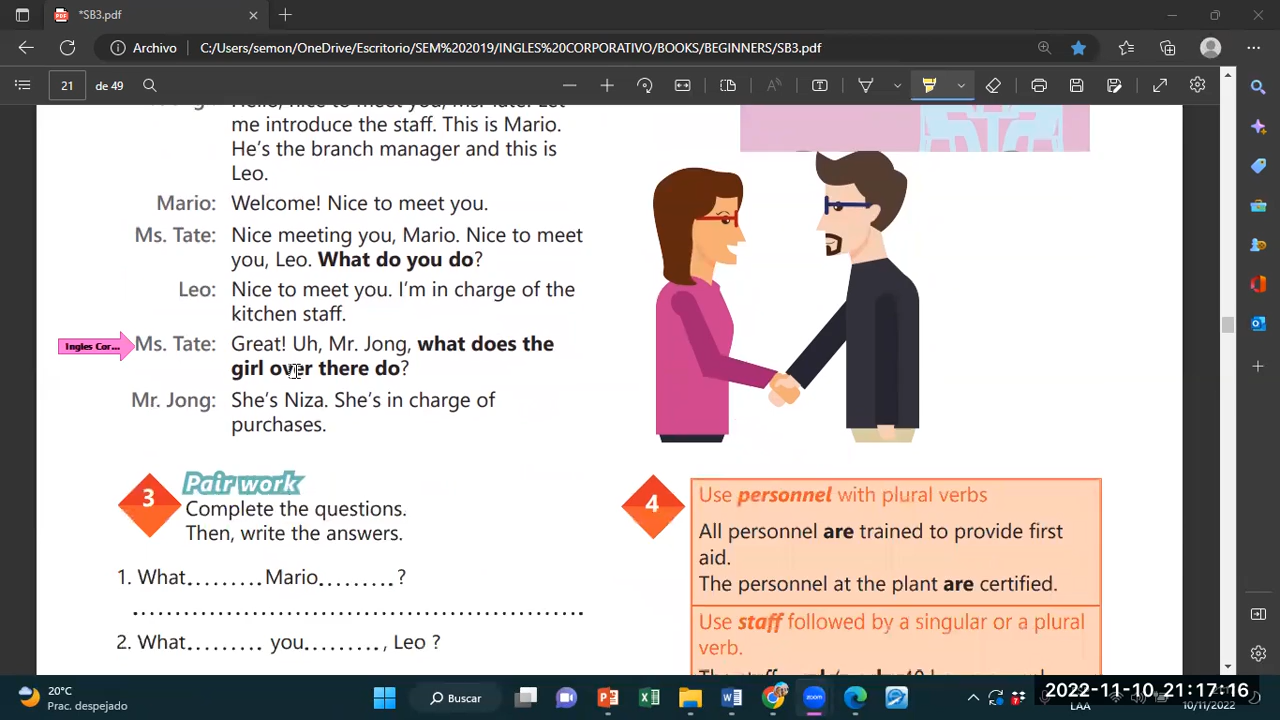 *SB3.pdf
Archivo C:/Users/semon/OneDrive/Escritorio/SEM%202019/INGLES%20CORPORATIVO/BOOKS/BEGINNERS/SB3.pdf
21 de 49
me introduce the staff. This is Mario.
He's the branch manager and this is
Leo.
Mario: Welcome! Nice to meet you.
Ms. Tate: Nice meeting you, Mario. Nice to meet
you, Leo. What do you do?
Leo: Nice to meet you. I'm in charge of the
kitchen staff.
Ingles Cor... Ms. Tate: Great! Uh, Mr. Jong, what does the
girl over there do?
Mr. Jong: She's Niza. She's in charge of
purchases.
3 Pair work
Complete the questions.
Then, write the answers.
1. What......... Mario.........?
2. What......... you........., Leo ?
4 Use personnel with plural verbs
All personnel are trained to provide first
aid.
The personnel at the plant are certified.
Use staff followed by a singular or a plural
verb.
20°C
Prac. despejado
Buscar
2022-11-10, 21:17:16
LAA
10/11/2022